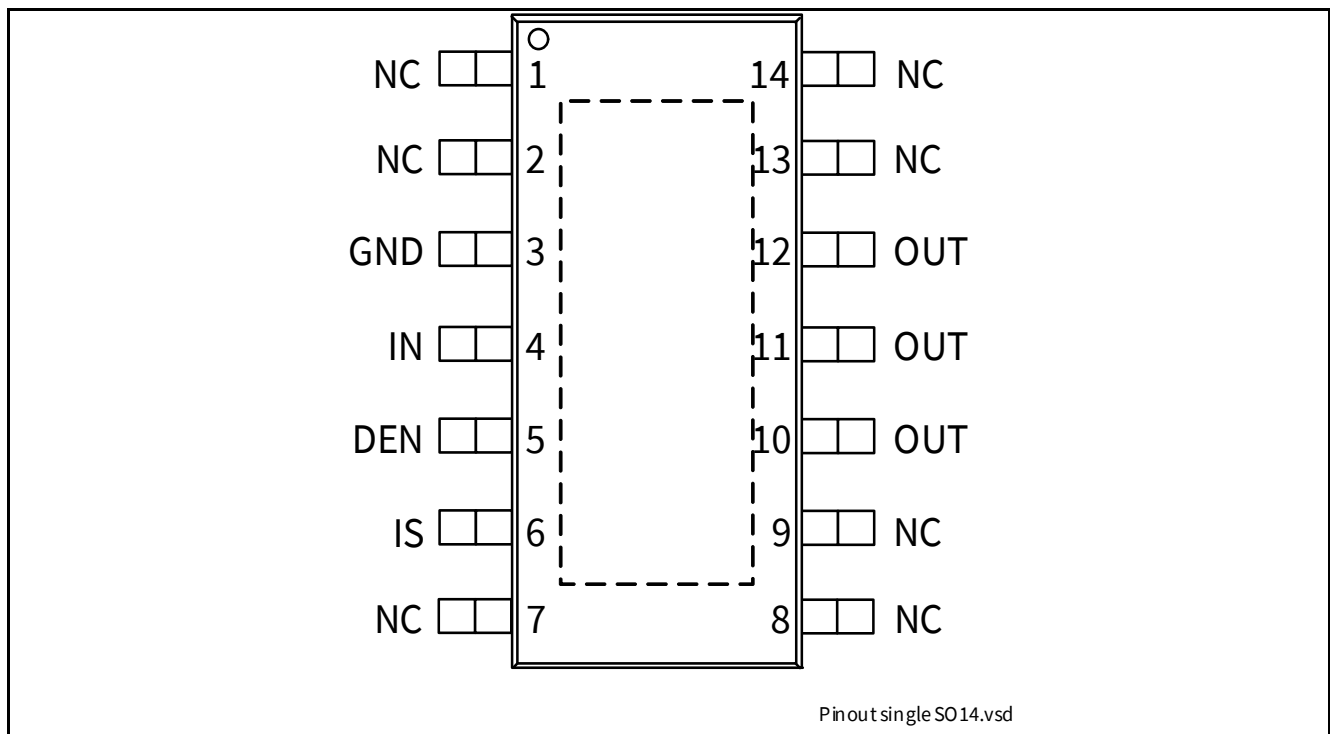 NC 1 14 NC
NC 2 13 NC
GND 3 12 OUT
IN 4 11 OUT
DEN 5 10 OUT
IS 6 9 NC
NC 7 8 NC
Pinout single SO14.vsd